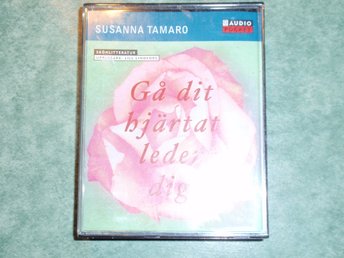 SUSANNA TAMARO
AUDIO
SKÖNLITTERATUR
Gå dit
hjärtat
leder
dig